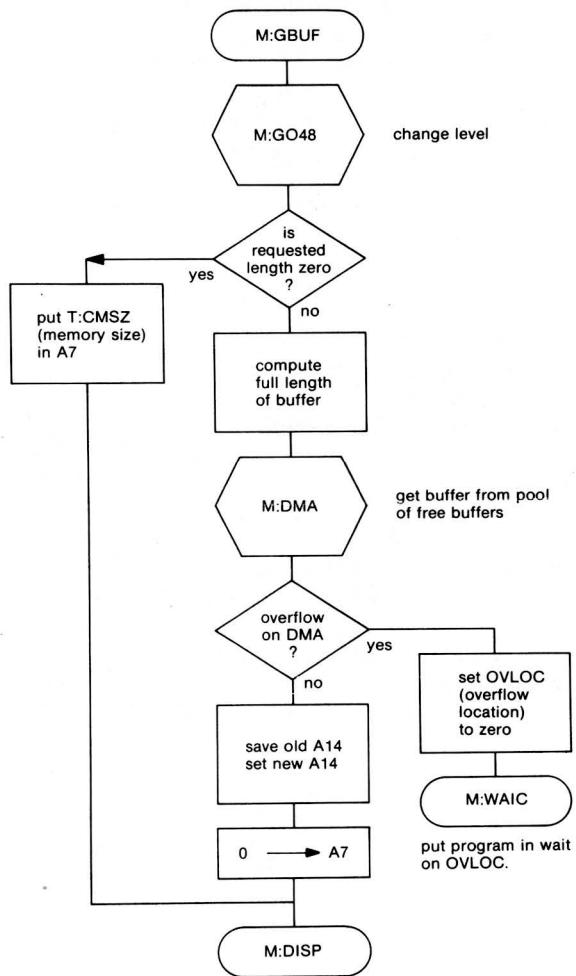 M:GBUF
M:GO48
change level
is
requested
length zero
?
yes
no
put T:CMSZ
(memory size)
in A7
compute
full length
of buffer
M:DMA
get buffer from pool
of free buffers
overflow
on DMA
?
yes
no
set OVLOC
(overflow
location)
to zero
save old A14
set new A14
M:WAIC
put program in wait
on OVLOC.
0 → A7
M:DISP